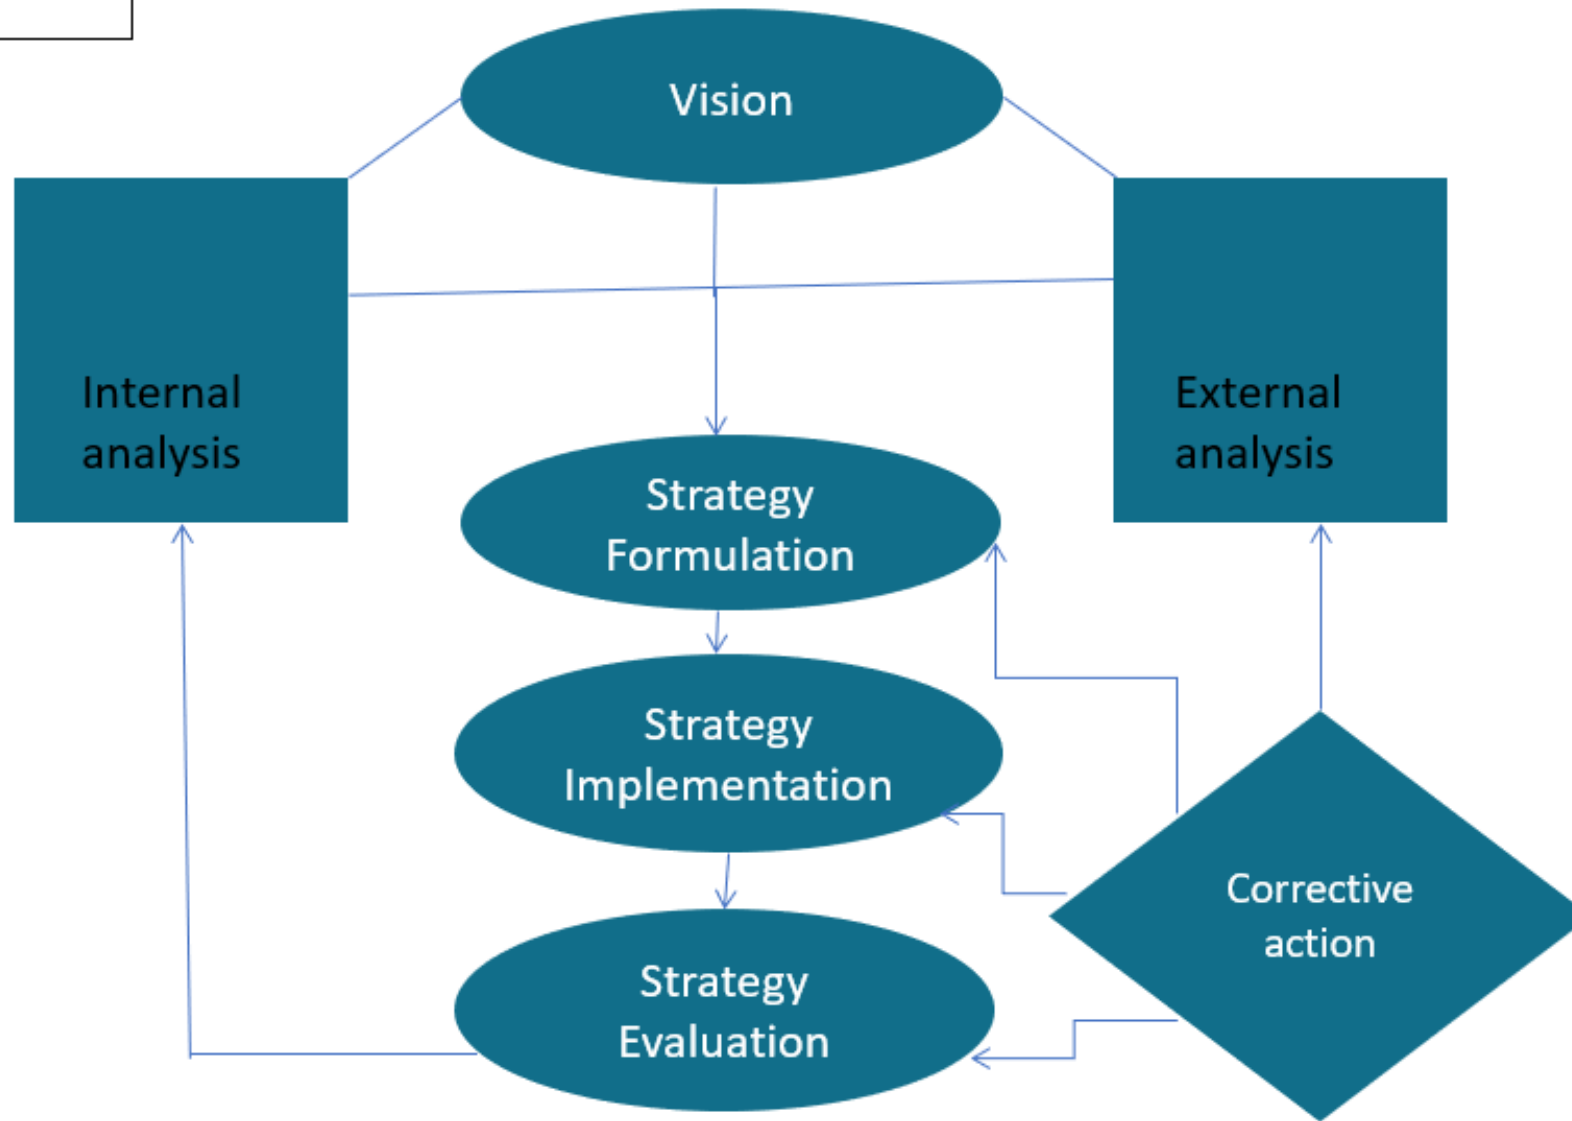 Vision
Internal
analysis
External
analysis
Strategy
Formulation
Strategy
Implementation
Strategy
Evaluation
Corrective
action